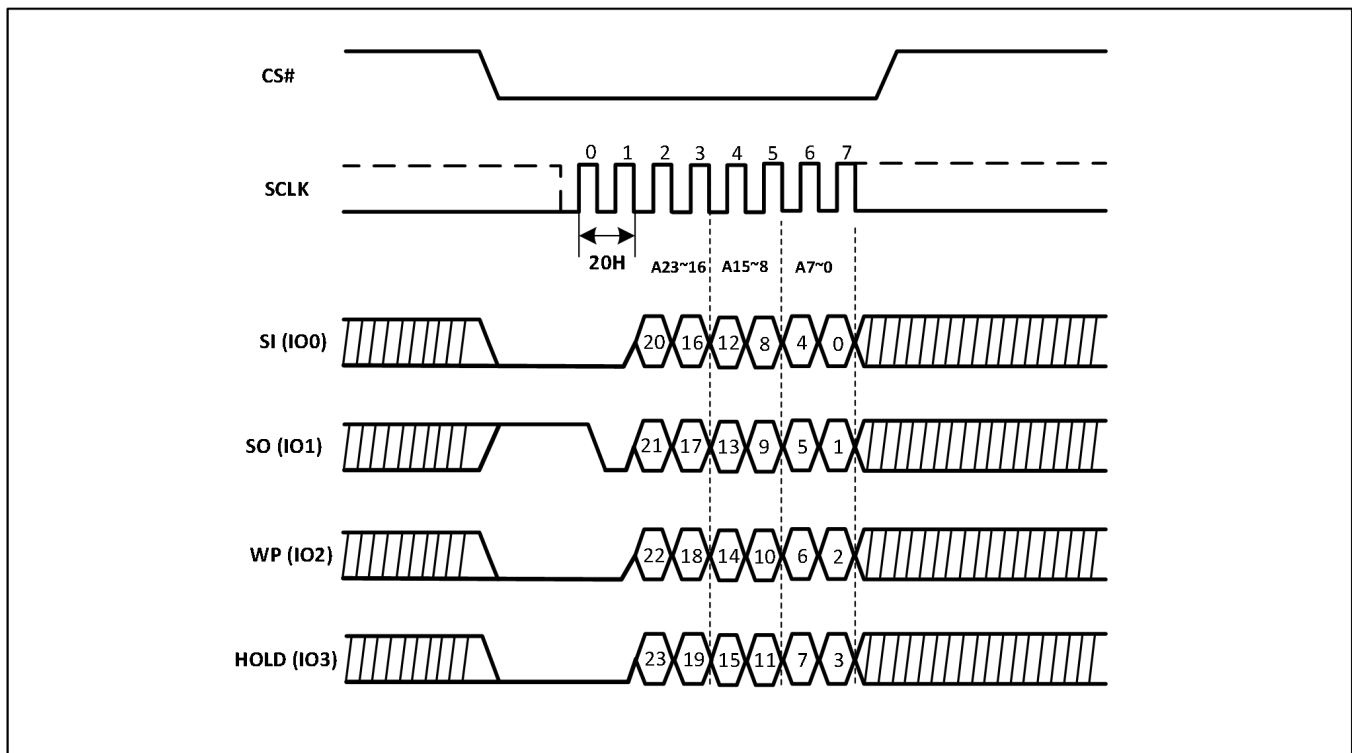 CS#
0 1 2 3 4 5 6 7
SCLK
20H A23~16 A15~8 A7~0
SI (IO0) 20 16 12 8 4 0
SO (IO1) 21 17 13 9 5 1
WP (IO2) 22 18 14 10 6 2
HOLD (IO3) 23 19 15 11 7 3